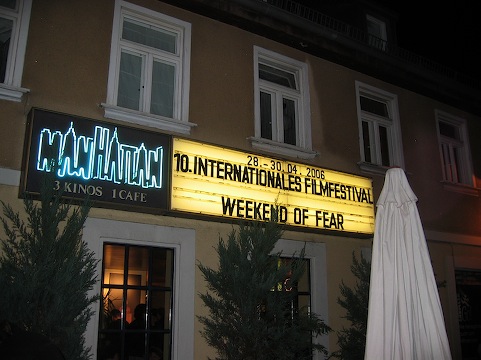 MANHATTAN
3 KINOS 1 CAFE
28.-30.04.2006
10. INTERNATIONALES FILMFESTIVAL
WEEKEND OF FEAR